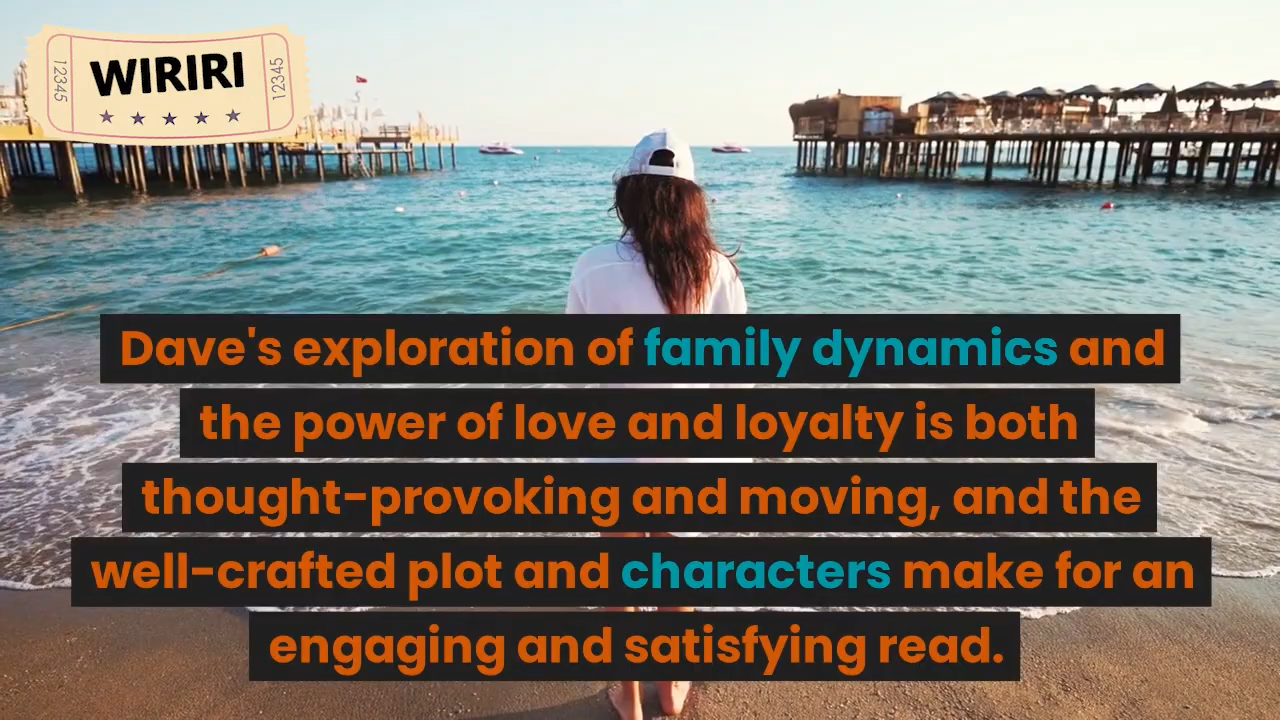 12345
WIRIRI
12345
Dave's exploration of family dynamics and
the power of love and loyalty is both
thought-provoking and moving, and the
well-crafted plot and characters make for an
engaging and satisfying read.